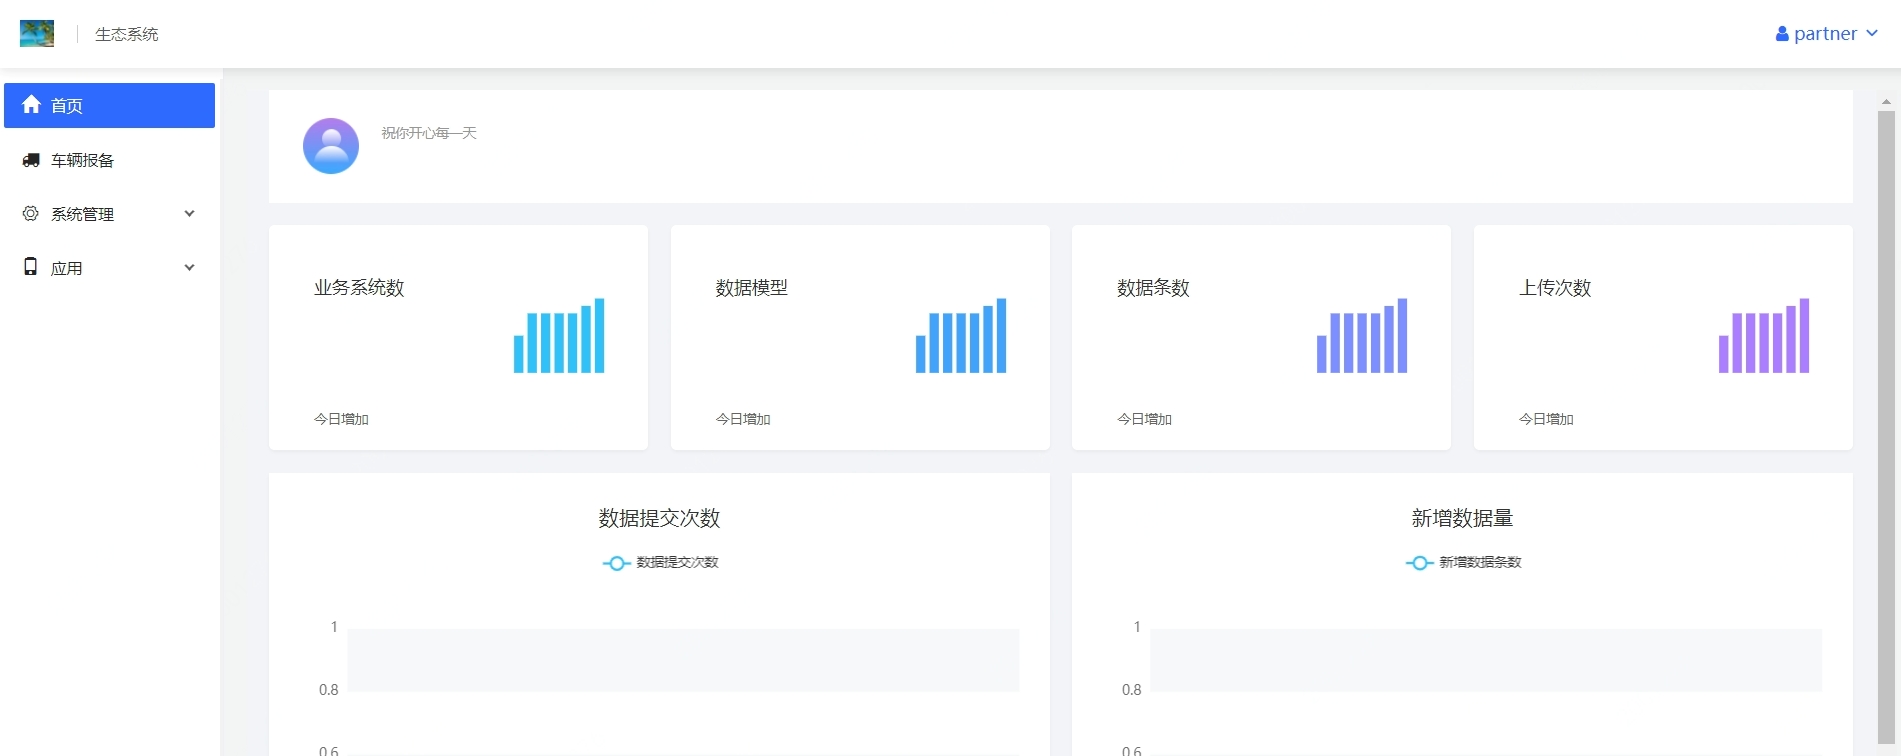 生态系统
partner
首页
车辆报备
系统管理
应用
祝你开心每一天
业务系统数
今日增加
数据模型
今日增加
数据条数
今日增加
上传次数
今日增加
数据提交次数
数据提交次数
1
0.8
0.6
新增数据量
新增数据条数
1
0.8
0.6